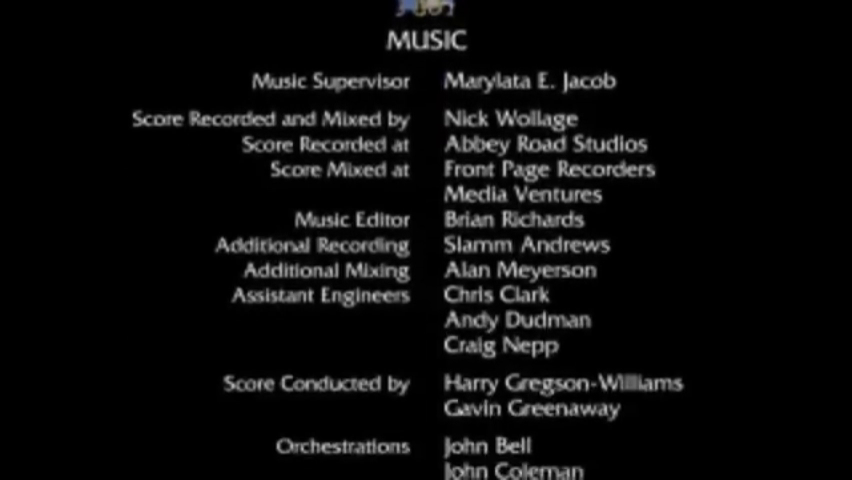 MUSIC
Music Supervisor Marylata E. Jacob
Score Recorded and Mixed by Nick Wollage
Score Recorded at Abbey Road Studios
Score Mixed at Front Page Recorders
Media Ventures
Music Editor Brian Richards
Additional Recording Slamm Andrews
Additional Mixing Alan Meyerson
Assistant Engineers Chris Clark
Andy Dudman
Craig Nepp
Score Conducted by Harry Gregson-Williams
Gavin Greenaway
Orchestrations John Bell
John Coleman